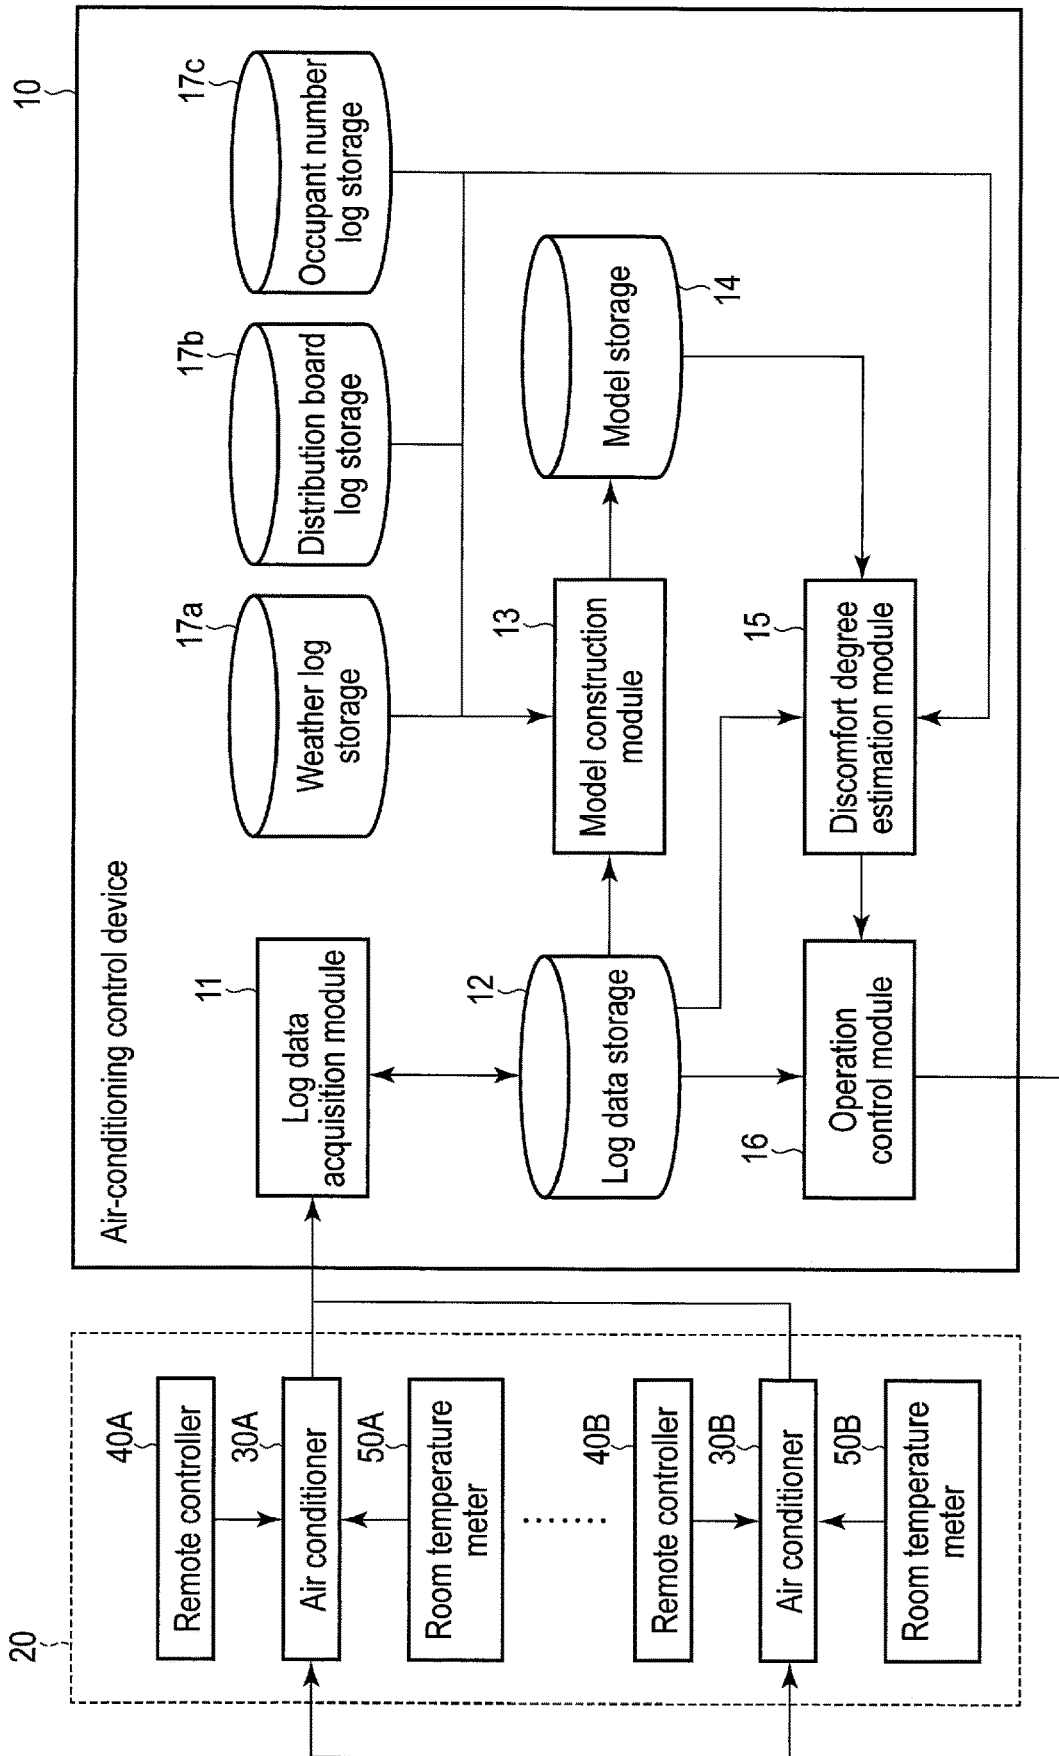 20
40A
Remote controller
30A
Air conditioner
50A
Room temperature
meter
.......
40B
Remote controller
30B
Air conditioner
50B
Room temperature
meter
10
Air-conditioning control device
11
Log data
acquisition module
17a
Weather log
storage
17b
Distribution board
log storage
17c
Occupant number
log storage
12
Log data storage
13
Model construction
module
14
Model storage
16
Operation
control module
15
Discomfort degree
estimation module